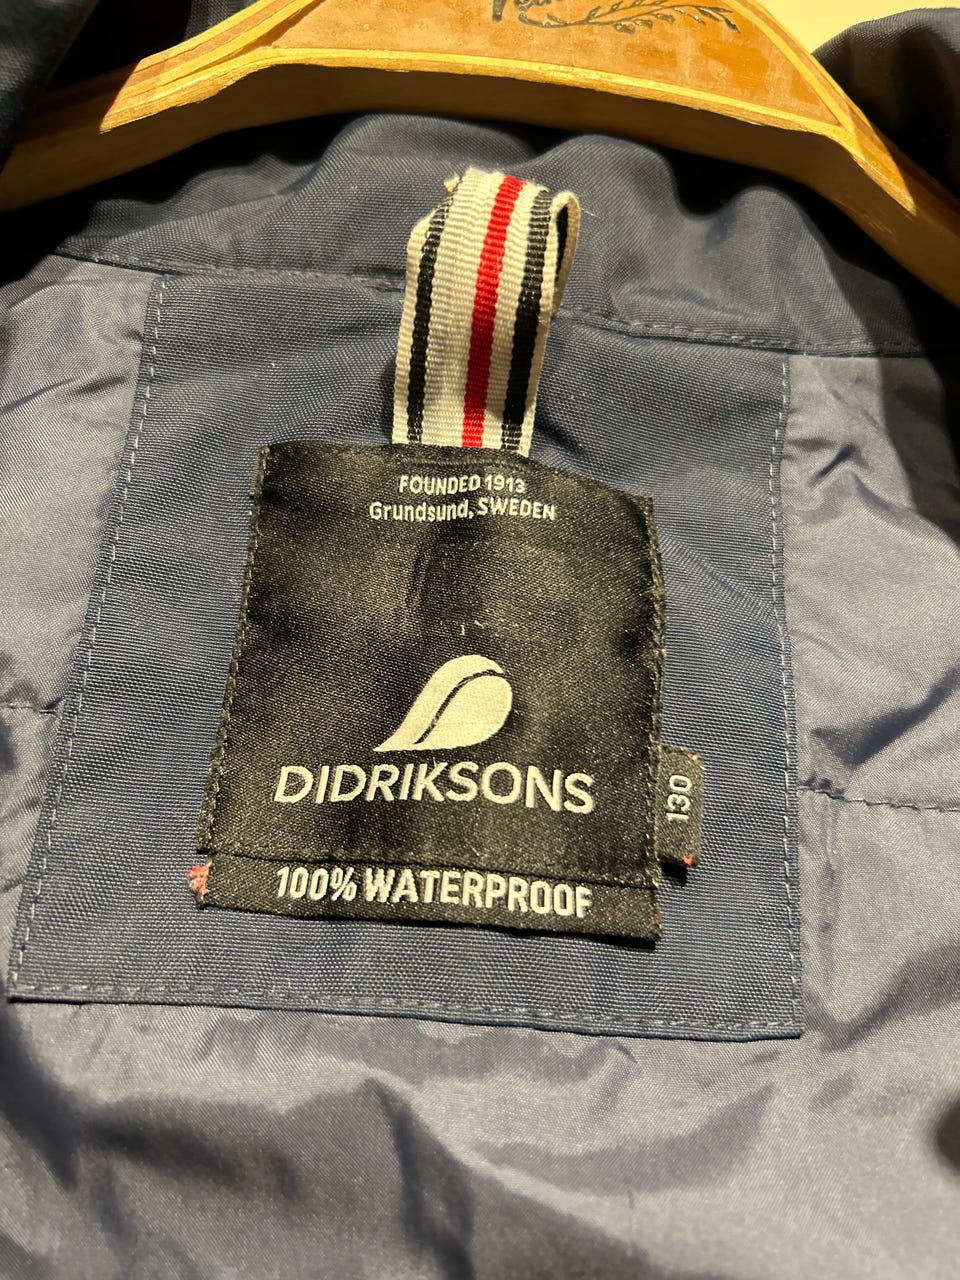 FOUNDED 1913
Grundsund, SWEDEN
DIDRIKSONS
130
100% WATERPROOF